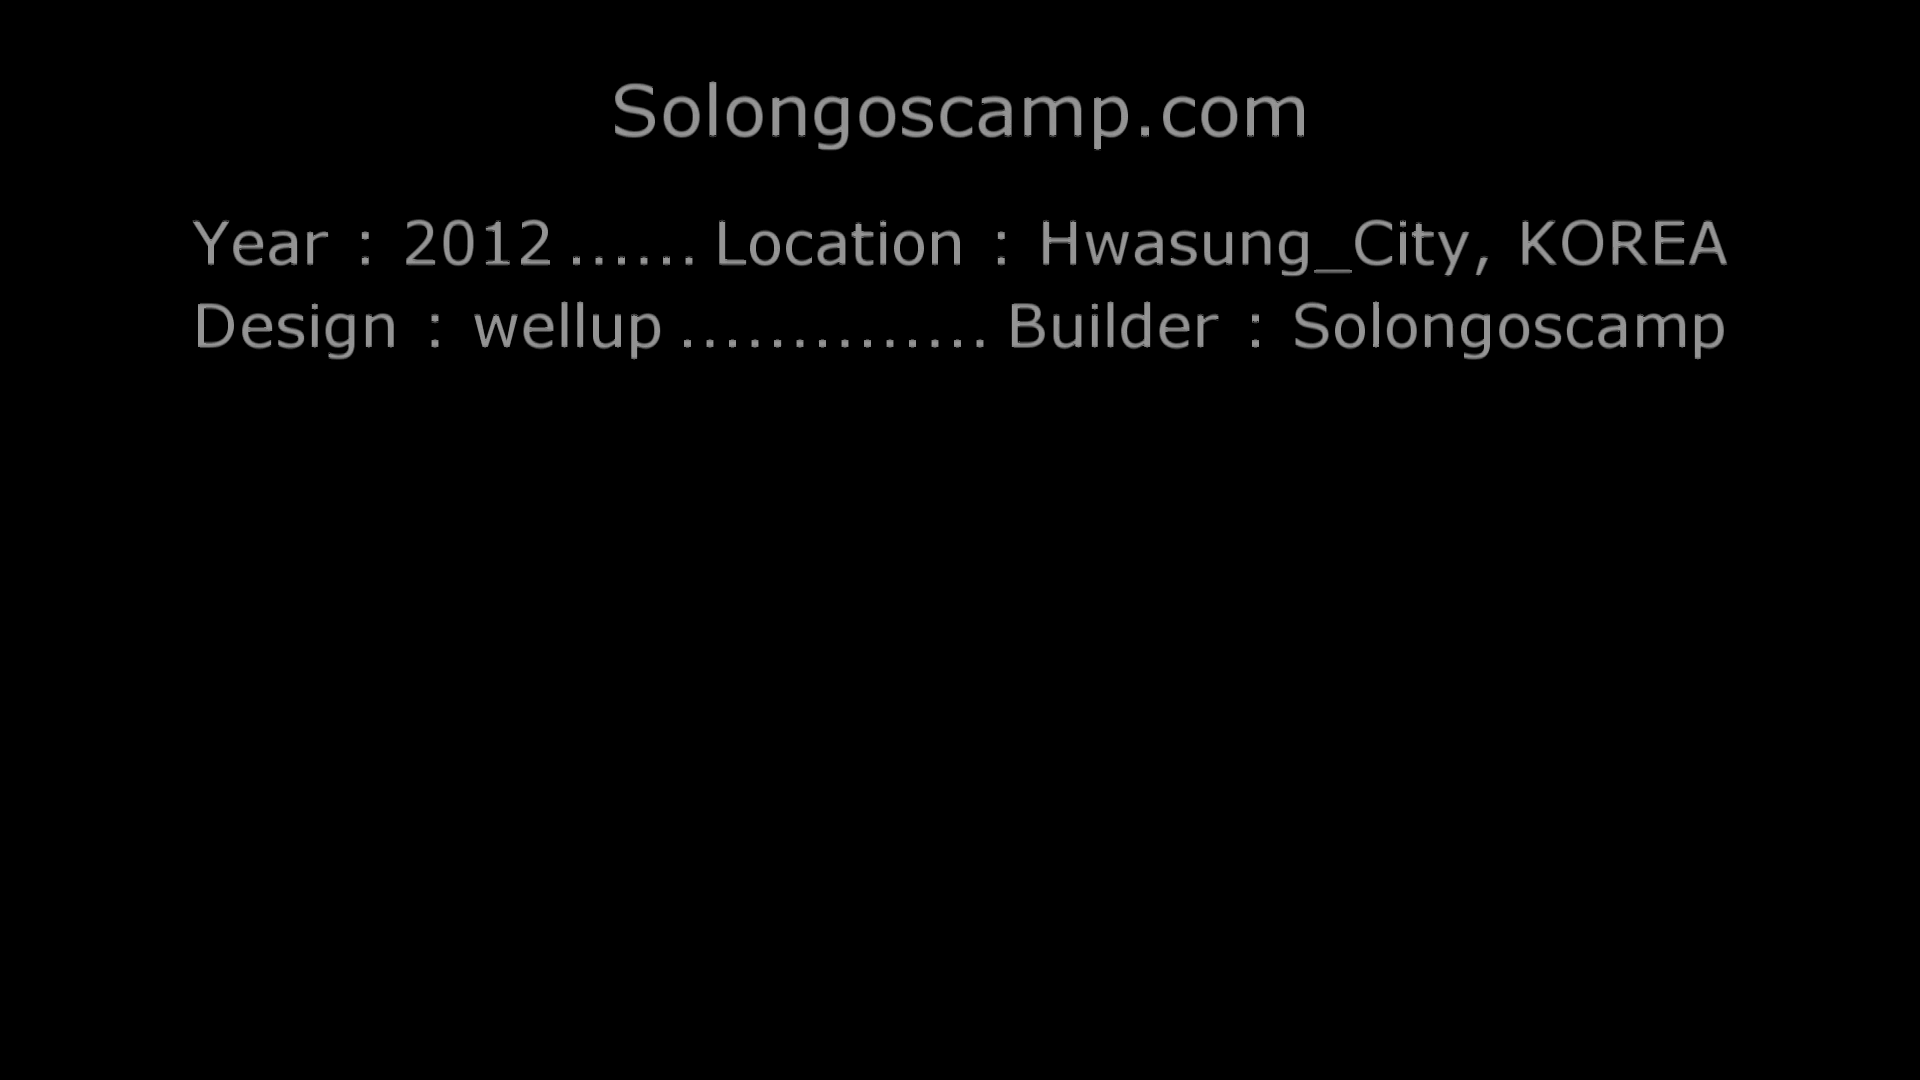 Solongoscamp.com
Year : 2012 ...... Location : Hwasung_City, KOREA
Design : wellup .............. Builder : Solongoscamp